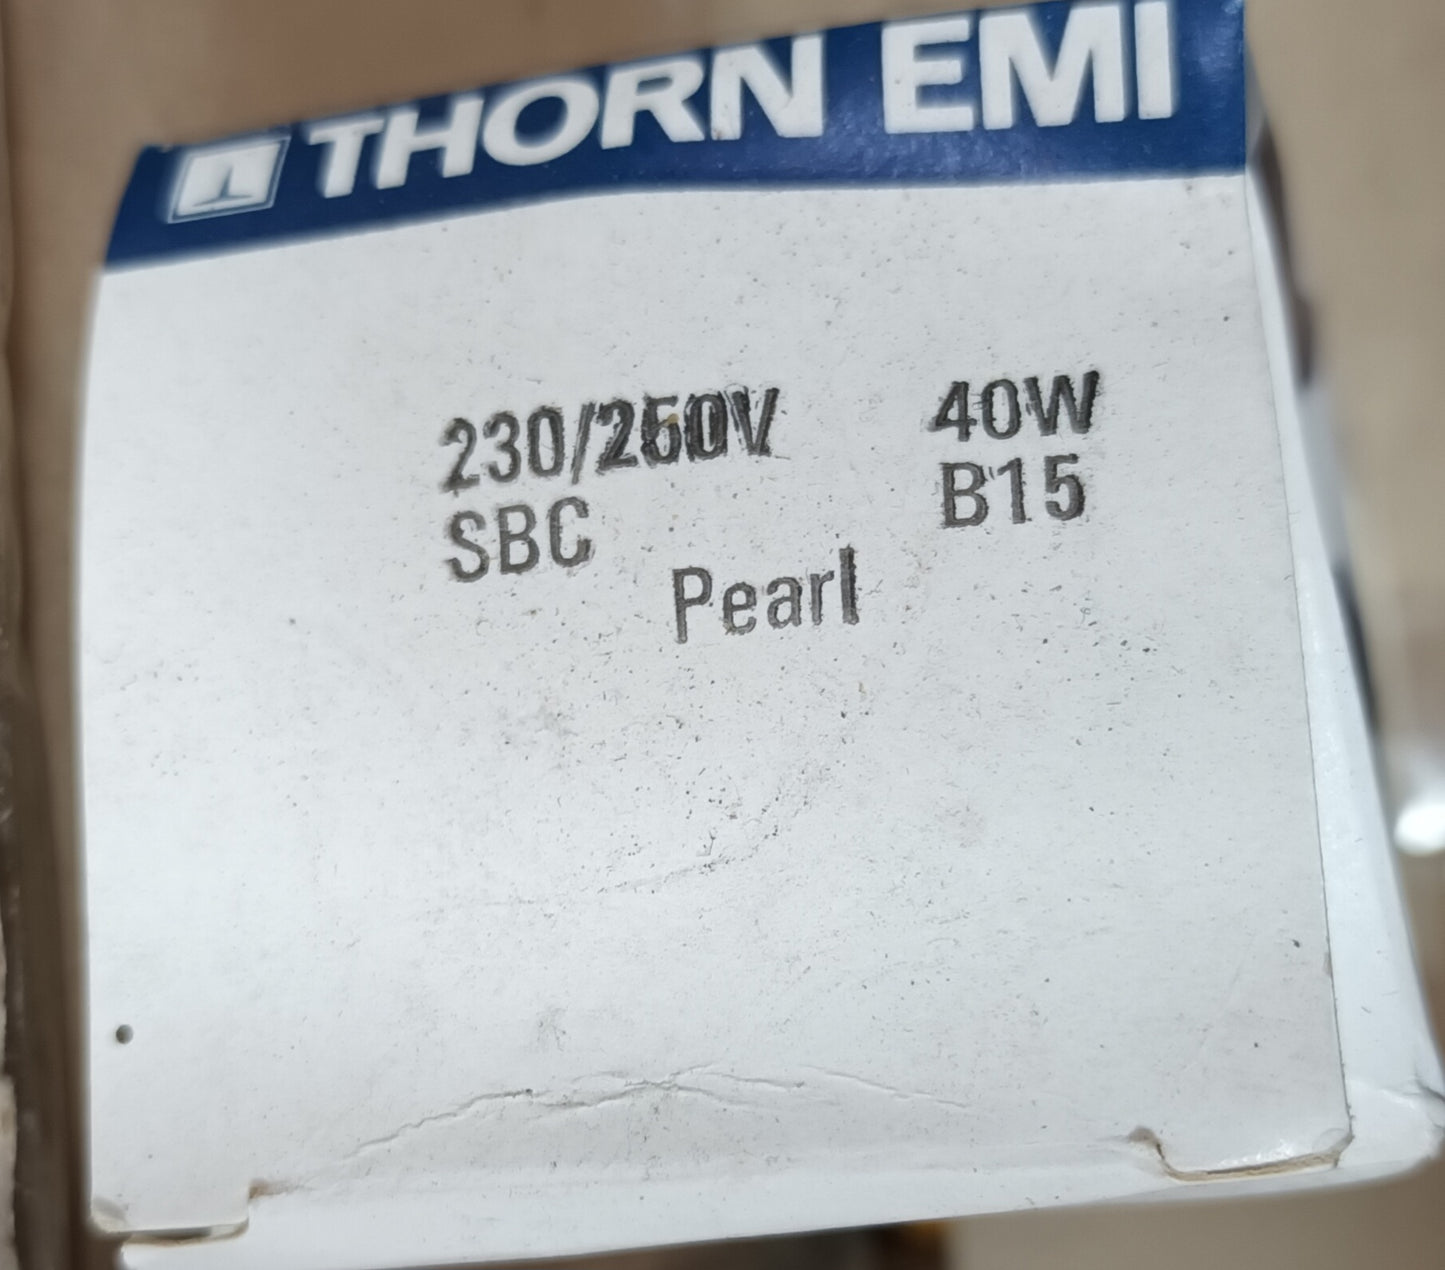 THORN EMI
230/250V 40W
SBC B15
Pearl